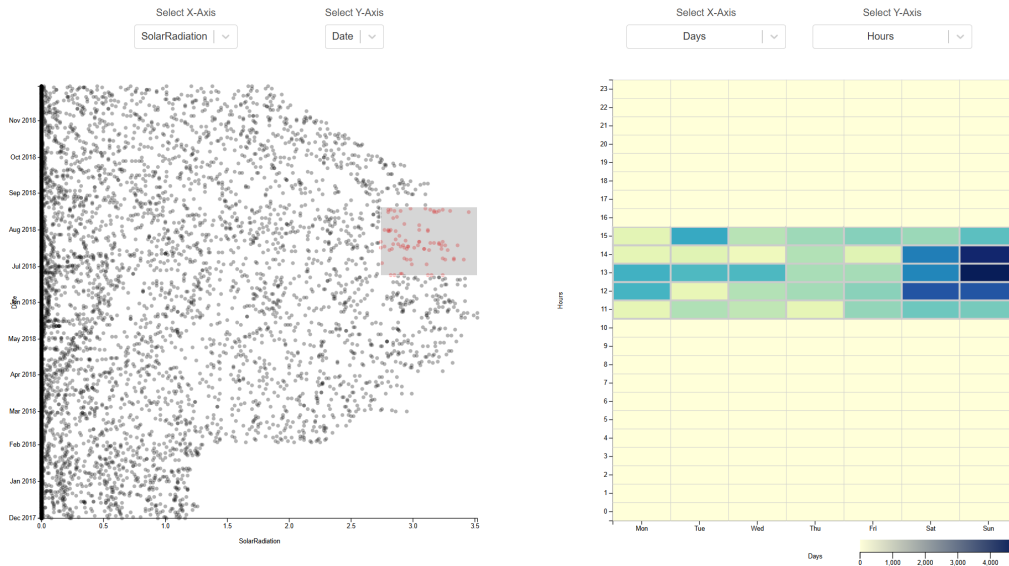 Select X-Axis
SolarRadiation
Select Y-Axis
Date
Nov 2018
Oct 2018
Sep 2018
Aug 2018
Jul 2018
Jun 2018
May 2018
Apr 2018
Mar 2018
Feb 2018
Jan 2018
Dec 2017
0.0 0.5 1.0 1.5 2.0 2.5 3.0 3.5
SolarRadiation
Select X-Axis
Days
Select Y-Axis
Hours
Hours
23
22
21
20
19
18
17
16
15
14
13
12
11
10
9
8
7
6
5
4
3
2
1
0
Mon Tue Wed Thu Fri Sat Sun
Days
0 1,000 2,000 3,000 4,000